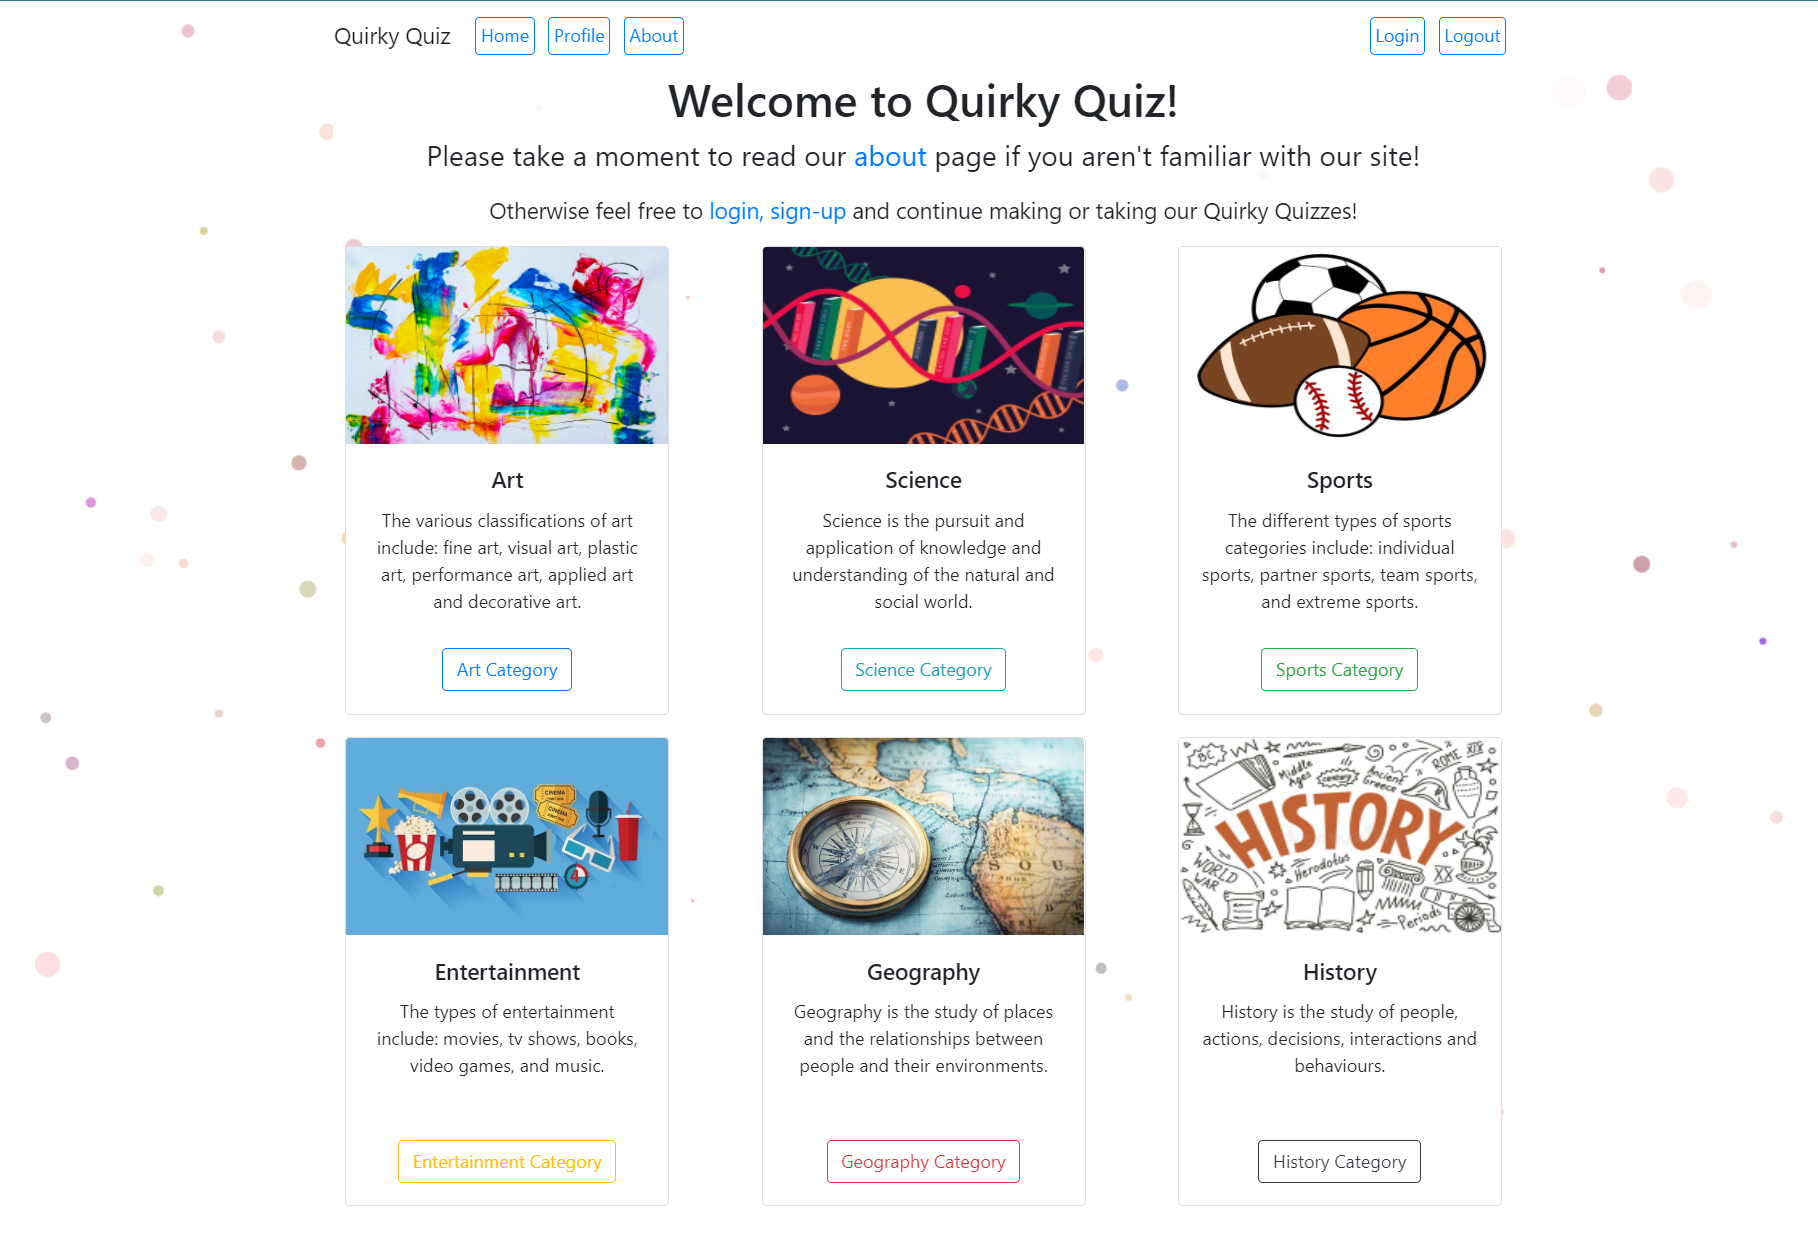 Quirky Quiz Home Profile About Login Logout
Welcome to Quirky Quiz!
Please take a moment to read our about page if you aren't familiar with our site!
Otherwise feel free to login, sign-up and continue making or taking our Quirky Quizzes!
Art
The various classifications of art
include: fine art, visual art, plastic
art, performance art, applied art
and decorative art.
Art Category
Science
Science is the pursuit and
application of knowledge and
understanding of the natural and
social world.
Science Category
Sports
The different types of sports
categories include: individual
sports, partner sports, team sports,
and extreme sports.
Sports Category
CINEMA
CINEMA
4
Entertainment
The types of entertainment
include: movies, tv shows, books,
video games, and music.
Entertainment Category
SOU
Geography
Geography is the study of places
and the relationships between
people and their environments.
Geography Category
BC
Middle
Ages
century
Ancient
Greece
ROME XIX
HISTORY
WORLD
WAR
Herodotus
XX
Periods
History
History is the study of people,
actions, decisions, interactions and
behaviours.
History Category